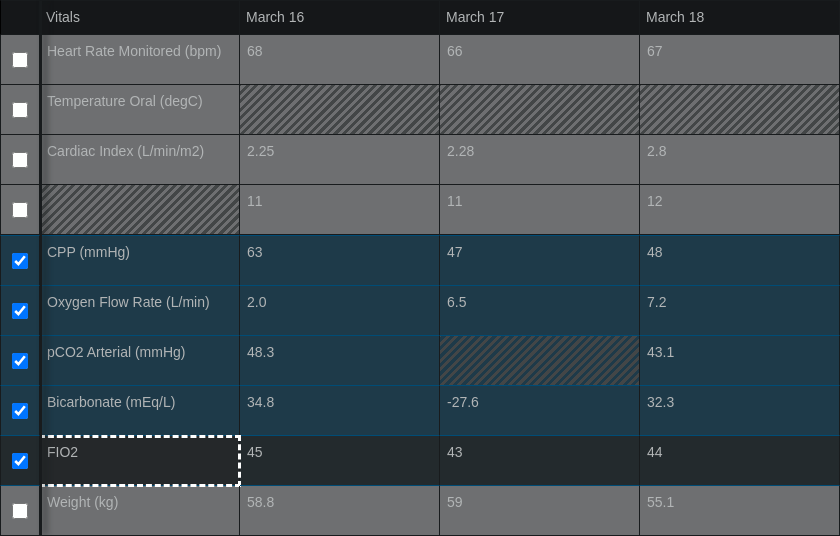 Vitals March 16 March 17 March 18
Heart Rate Monitored (bpm) 68 66 67
Temperature Oral (degC)
Cardiac Index (L/min/m2) 2.25 2.28 2.8
11 11 12
CPP (mmHg) 63 47 48
Oxygen Flow Rate (L/min) 2.0 6.5 7.2
pCO2 Arterial (mmHg) 48.3 43.1
Bicarbonate (mEq/L) 34.8 -27.6 32.3
FIO2 45 43 44
Weight (kg) 58.8 59 55.1